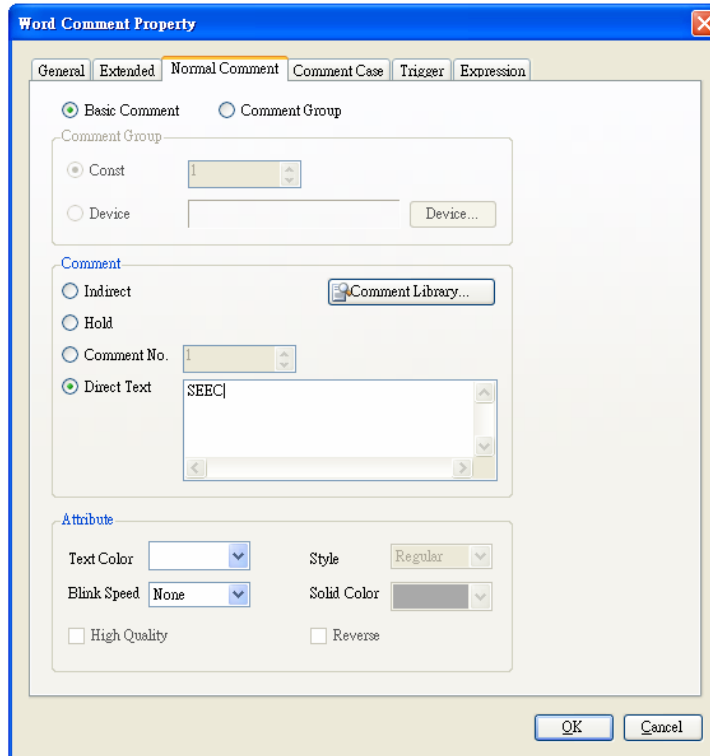 Word Comment Property
General Extended Normal Comment Comment Case Trigger Expression
Basic Comment Comment Group
Comment Group
Const 1
Device Device...
Comment
Indirect Comment Library...
Hold
Comment No. 1
Direct Text SEEC
Attribute
Text Color Style Regular
Blink Speed None Solid Color
High Quality Reverse
OK Cancel